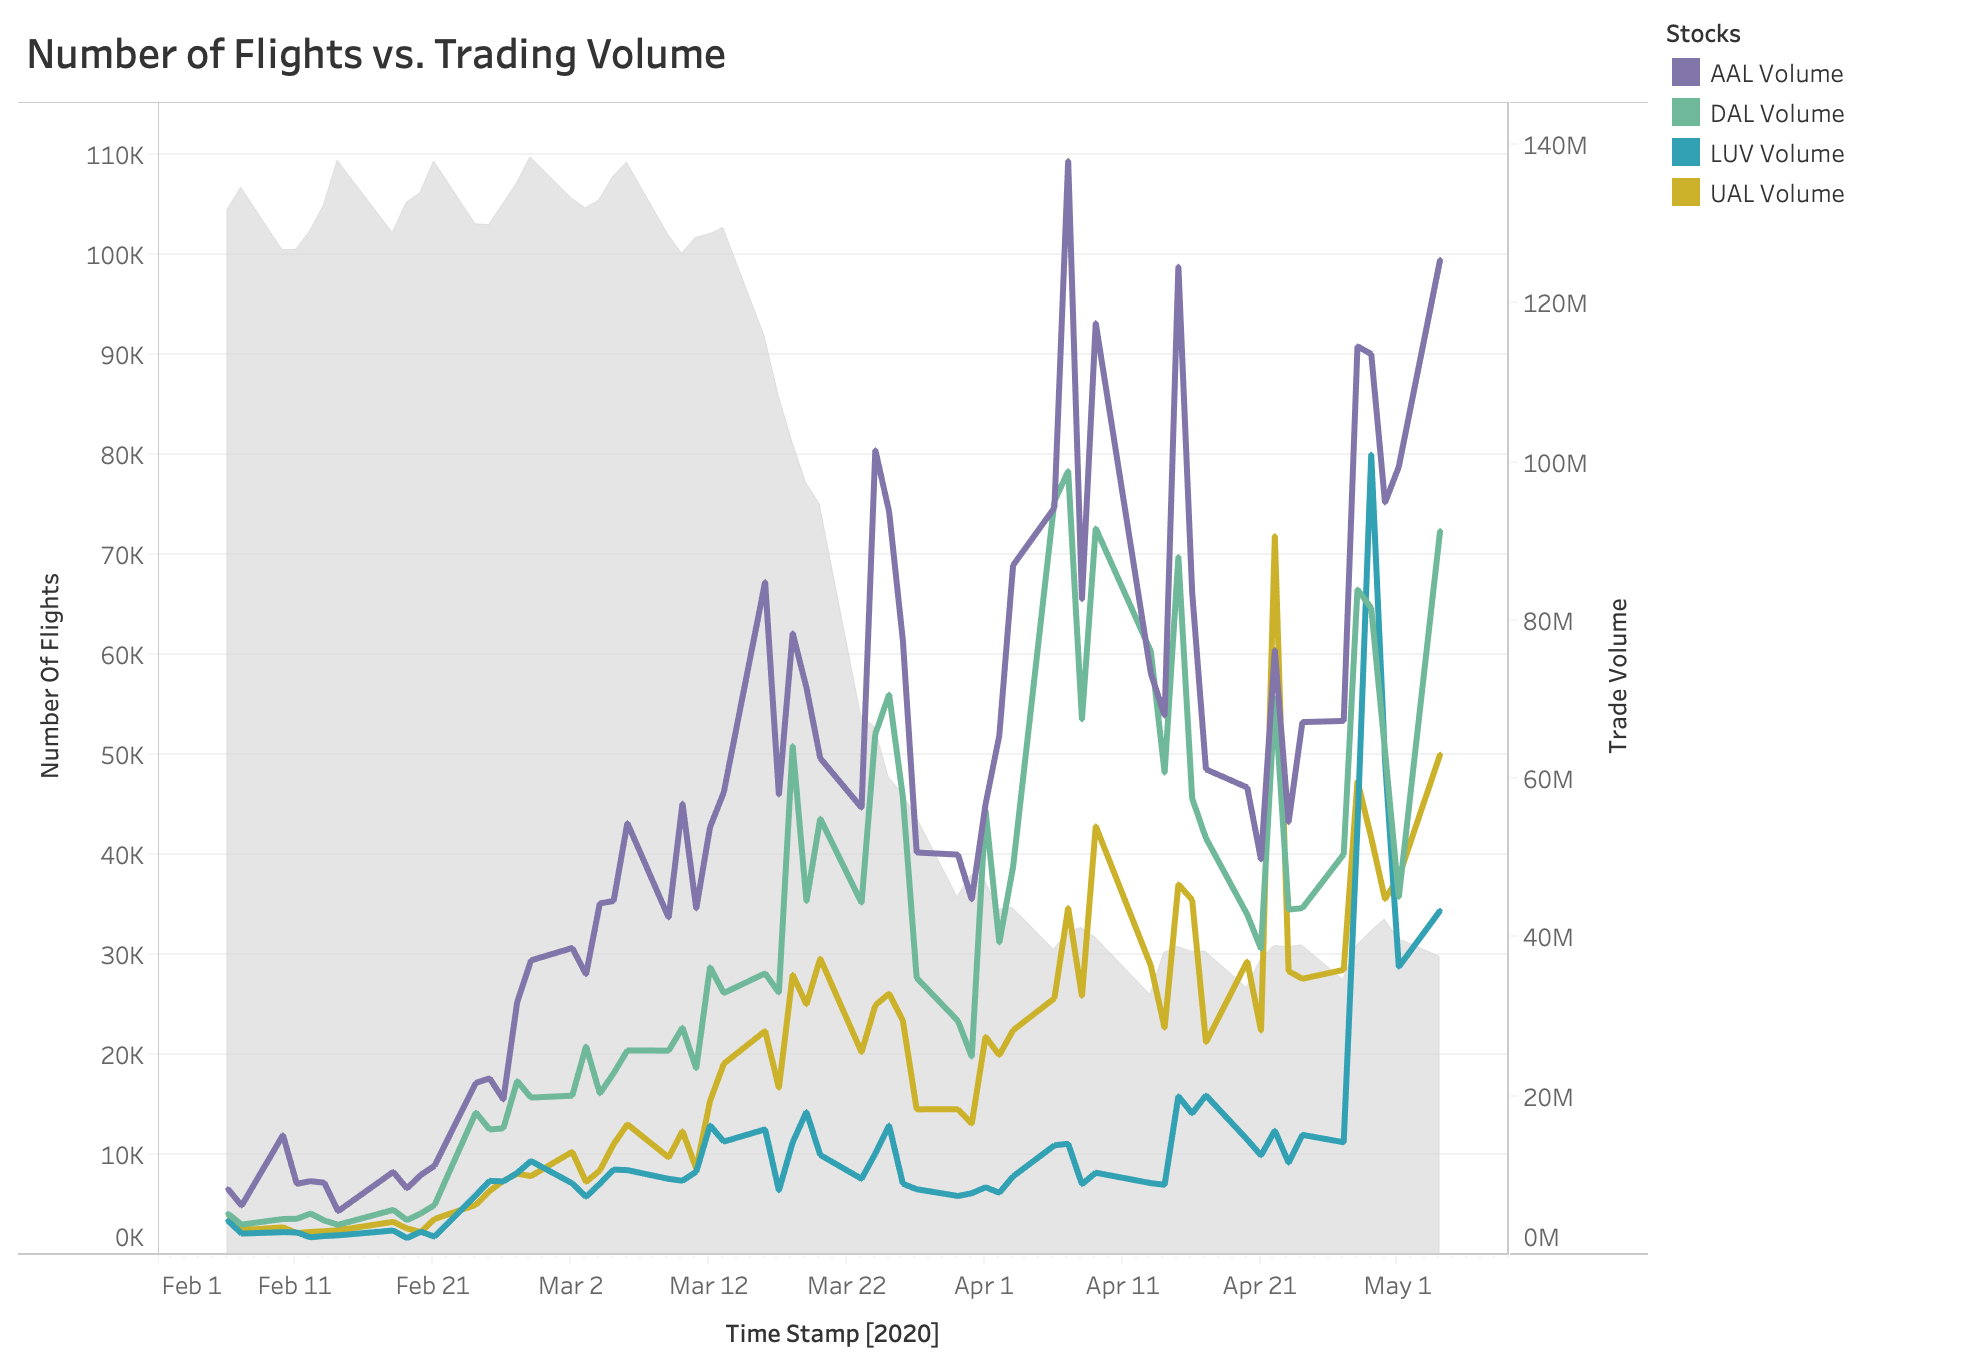 Number of Flights vs. Trading Volume
Stocks
AAL Volume
DAL Volume
LUV Volume
UAL Volume
Number Of Flights
110K
100K
90K
80K
70K
60K
50K
40K
30K
20K
10K
0K
140M
120M
100M
80M
60M
40M
20M
0M
Trade Volume
Feb 1 Feb 11 Feb 21 Mar 2 Mar 12 Mar 22 Apr 1 Apr 11 Apr 21 May 1
Time Stamp [2020]